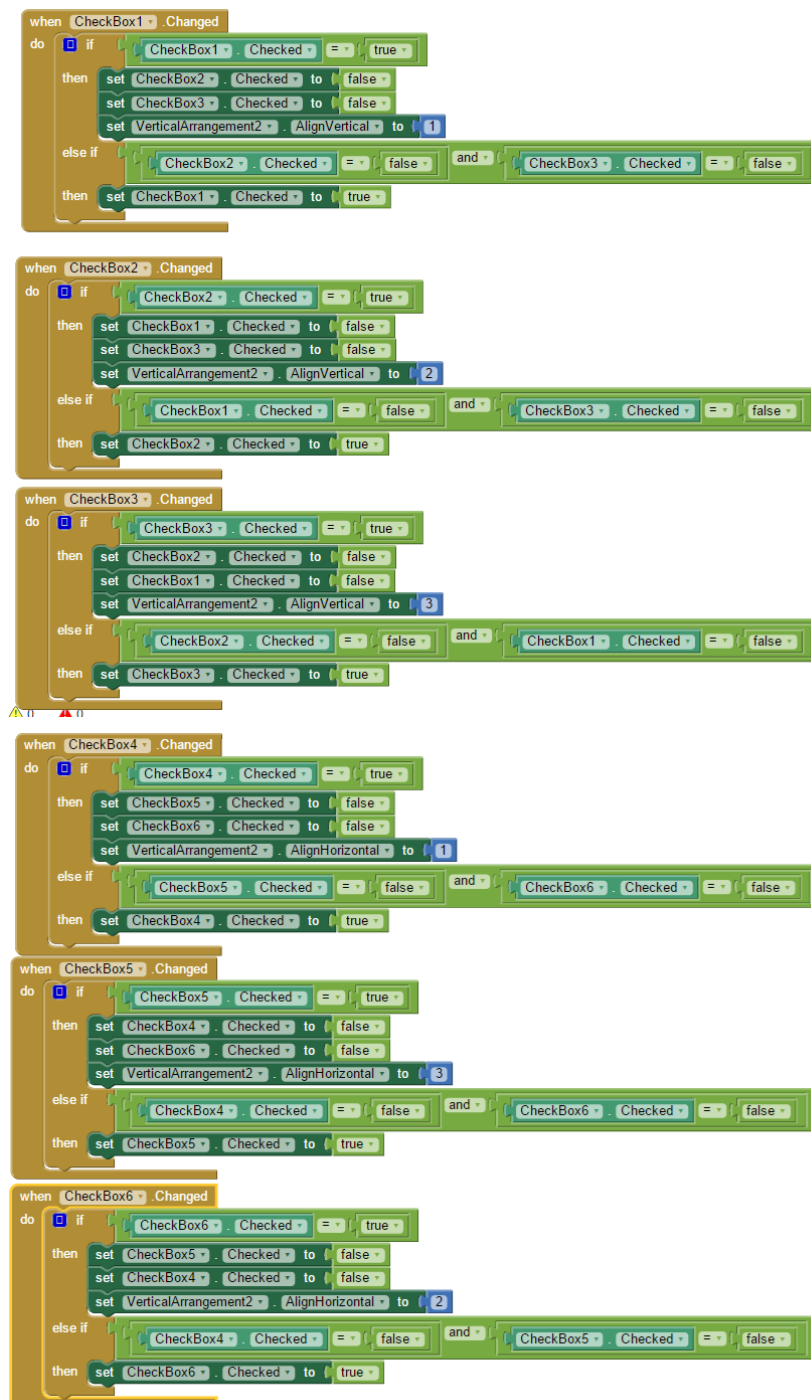 when CheckBox1 .Changed
do if CheckBox1 . Checked = true
then set CheckBox2 . Checked to false
set CheckBox3 . Checked to false
set VerticalArrangement2 . AlignVertical to 1
else if CheckBox2 . Checked = false and CheckBox3 . Checked = false
then set CheckBox1 . Checked to true
when CheckBox2 .Changed
do if CheckBox2 . Checked = true
then set CheckBox1 . Checked to false
set CheckBox3 . Checked to false
set VerticalArrangement2 . AlignVertical to 2
else if CheckBox1 . Checked = false and CheckBox3 . Checked = false
then set CheckBox2 . Checked to true
when CheckBox3 .Changed
do if CheckBox3 . Checked = true
then set CheckBox2 . Checked to false
set CheckBox1 . Checked to false
set VerticalArrangement2 . AlignVertical to 3
else if CheckBox2 . Checked = false and CheckBox1 . Checked = false
then set CheckBox3 . Checked to true
0 0
when CheckBox4 .Changed
do if CheckBox4 . Checked = true
then set CheckBox5 . Checked to false
set CheckBox6 . Checked to false
set VerticalArrangement2 . AlignHorizontal to 1
else if CheckBox5 . Checked = false and CheckBox6 . Checked = false
then set CheckBox4 . Checked to true
when CheckBox5 .Changed
do if CheckBox5 . Checked = true
then set CheckBox4 . Checked to false
set CheckBox6 . Checked to false
set VerticalArrangement2 . AlignHorizontal to 3
else if CheckBox4 . Checked = false and CheckBox6 . Checked = false
then set CheckBox5 . Checked to true
when CheckBox6 .Changed
do if CheckBox6 . Checked = true
then set CheckBox5 . Checked to false
set CheckBox4 . Checked to false
set VerticalArrangement2 . AlignHorizontal to 2
else if CheckBox4 . Checked = false and CheckBox5 . Checked = false
then set CheckBox6 . Checked to true